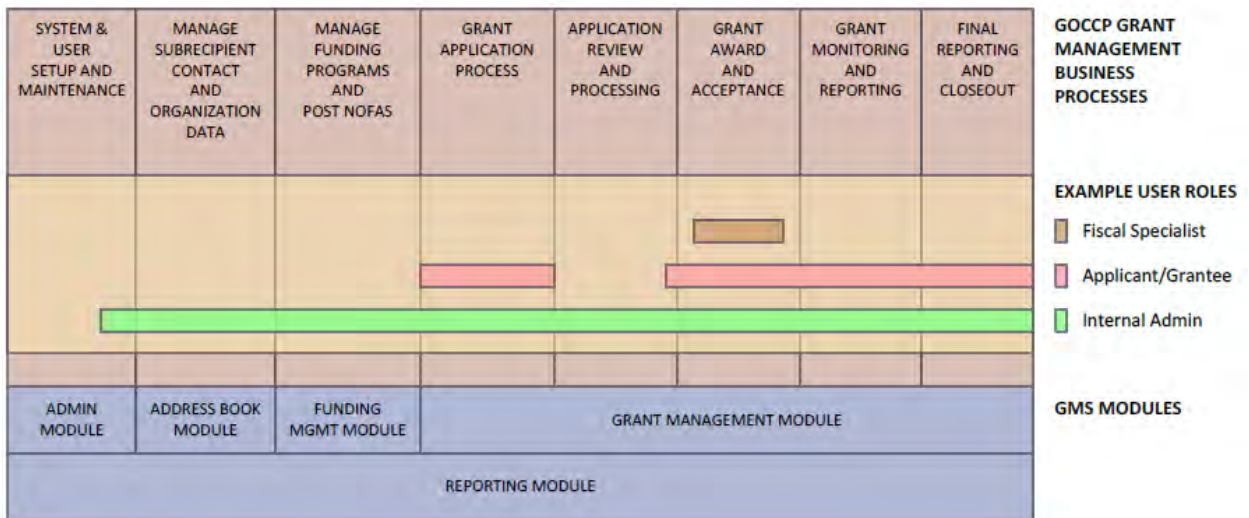 SYSTEM &
USER
SETUP AND
MAINTENANCE
MANAGE
SUBRECIPIENT
CONTACT
AND
ORGANIZATION
DATA
MANAGE
FUNDING
PROGRAMS
AND
POST NOFAS
GRANT
APPLICATION
PROCESS
APPLICATION
REVIEW
AND
PROCESSING
GRANT
AWARD
AND
ACCEPTANCE
GRANT
MONITORING
AND
REPORTING
FINAL
REPORTING
AND
CLOSEOUT
GOCCP GRANT
MANAGEMENT
BUSINESS
PROCESSES
EXAMPLE USER ROLES
Fiscal Specialist
Applicant/Grantee
Internal Admin
ADMIN
MODULE
ADDRESS BOOK
MODULE
FUNDING
MGMT MODULE
GRANT MANAGEMENT MODULE
GMS MODULES
REPORTING MODULE